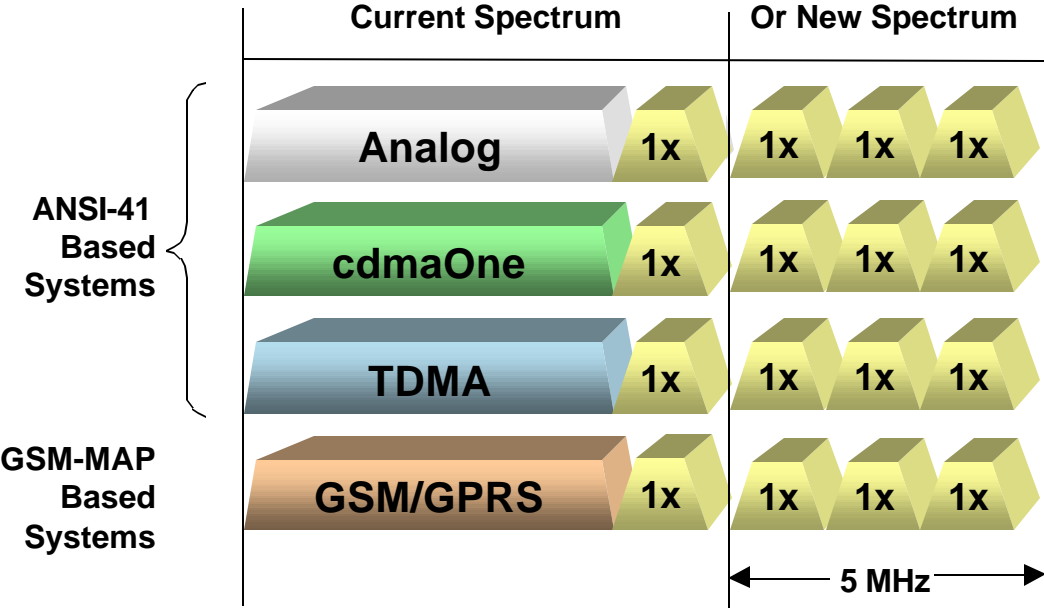 Current Spectrum
Or New Spectrum
Analog 1x 1x 1x 1x
ANSI-41
Based
Systems
cdmaOne 1x 1x 1x 1x
TDMA 1x 1x 1x 1x
GSM-MAP
Based
Systems
GSM/GPRS 1x 1x 1x 1x
5 MHz